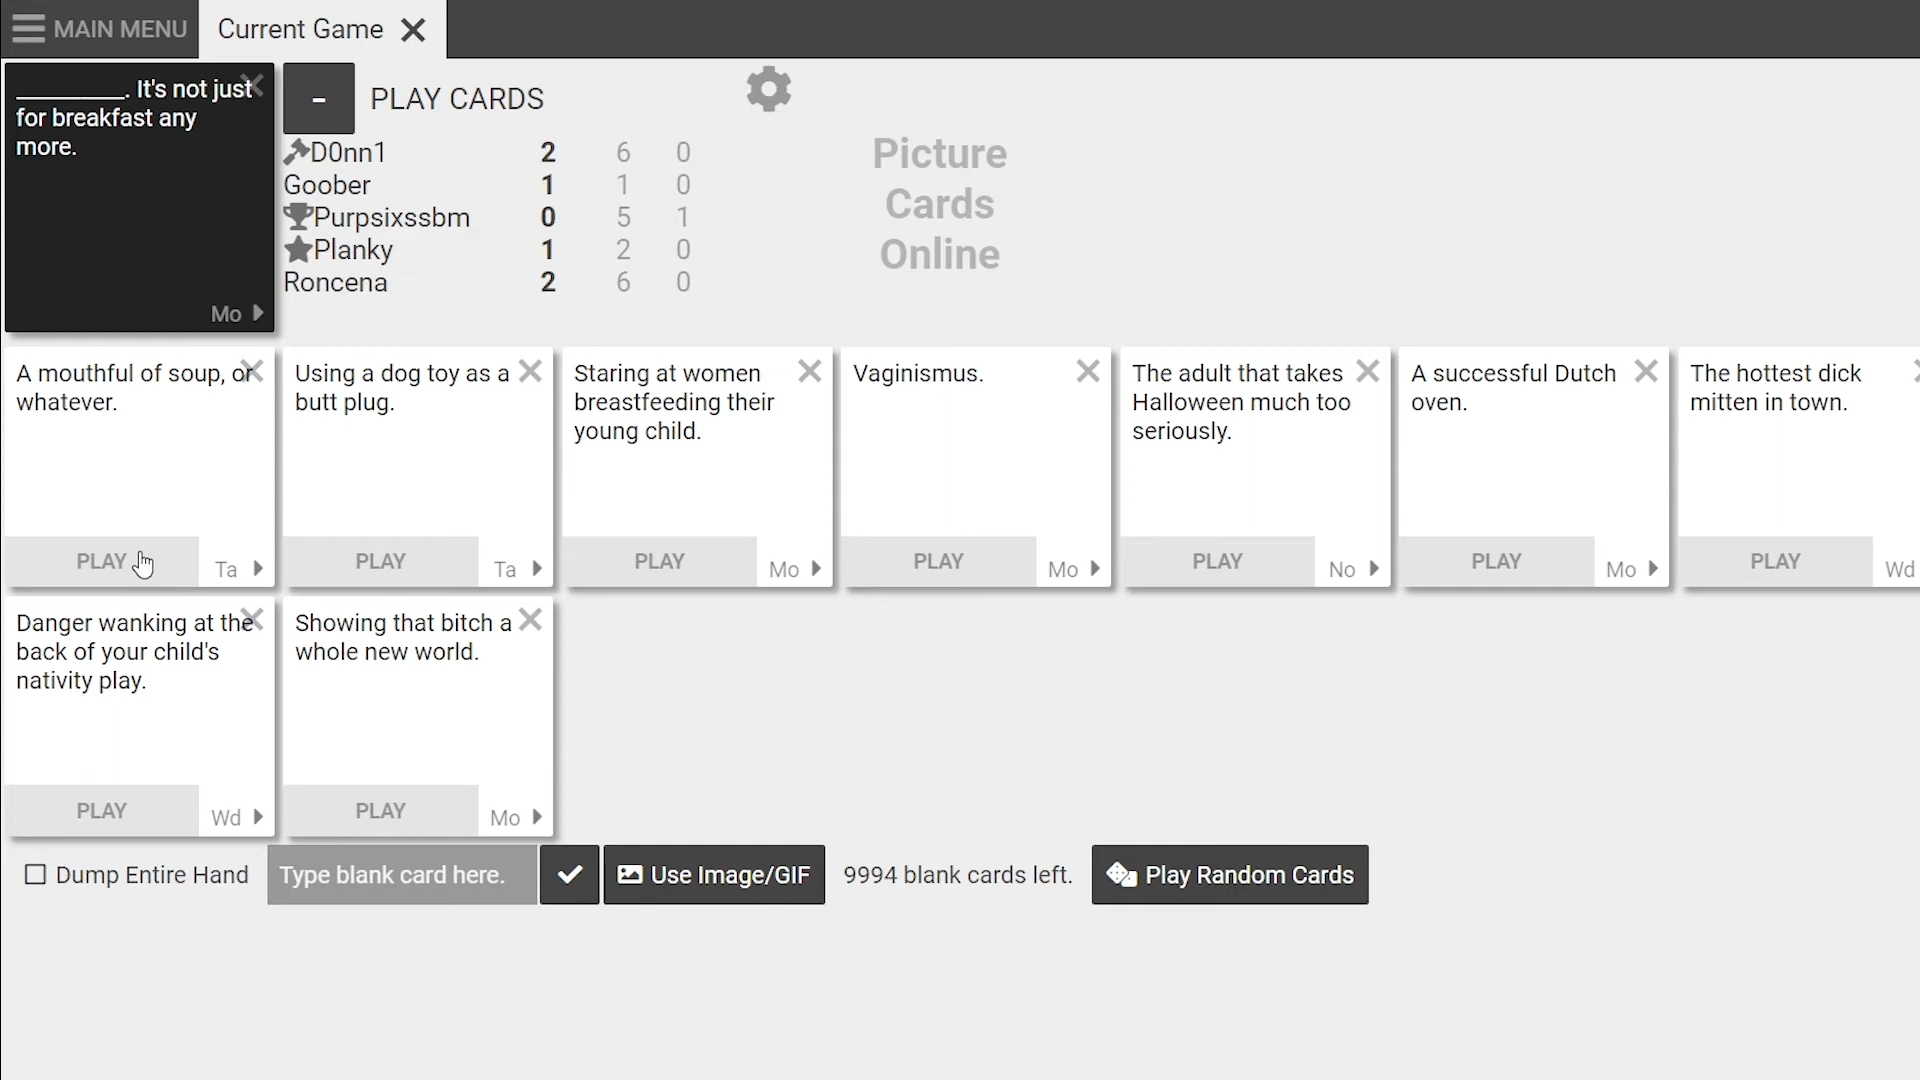 MAIN MENU
Current Game
_________. It's not just
for breakfast any
more.
Mo
-
PLAY CARDS
D0nn1 2 6 0
Goober 1 1 0
Purpsixssbm 0 5 1
Planky 1 2 0
Roncena 2 6 0
Picture
Cards
Online
A mouthful of soup, or
whatever.
PLAY
Ta
Using a dog toy as a
butt plug.
PLAY
Ta
Staring at women
breastfeeding their
young child.
PLAY
Mo
Vaginismus.
PLAY
Mo
The adult that takes
Halloween much too
seriously.
PLAY
No
A successful Dutch
oven.
PLAY
Mo
The hottest dick
mitten in town.
PLAY
Wd
Danger wanking at the
back of your child's
nativity play.
PLAY
Wd
Showing that bitch a
whole new world.
PLAY
Mo
Dump Entire Hand
Type blank card here.
Use Image/GIF
9994 blank cards left.
Play Random Cards